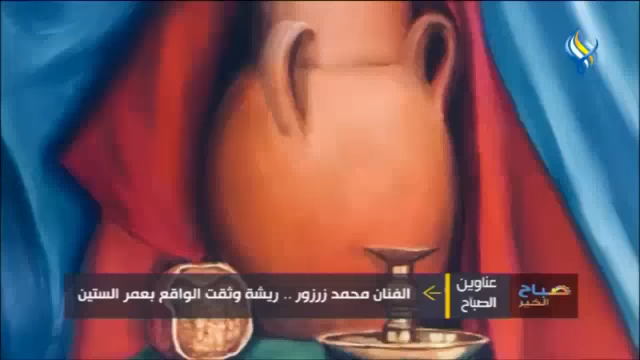 صباح
الخير
عناوين
الصباح
الفنان محمد زرزور .. ريشة وثقت الواقع بعمر الستين